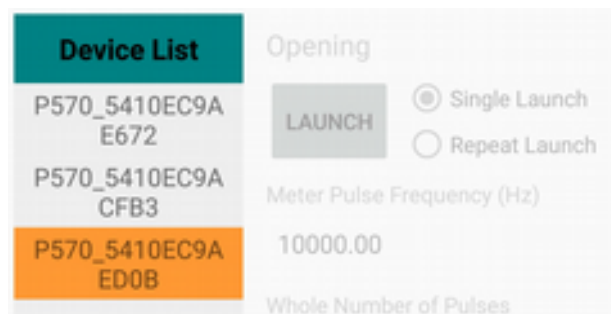 Device List
P570_5410EC9A
E672
P570_5410EC9A
CFB3
P570_5410EC9A
ED0B
Opening
LAUNCH
Single Launch
Repeat Launch
Meter Pulse Frequency (Hz)
10000.00
Whole Number of Pulses